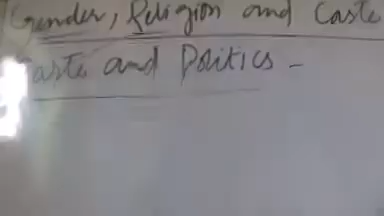 Gender, Religion and Caste
Caste and Politics -